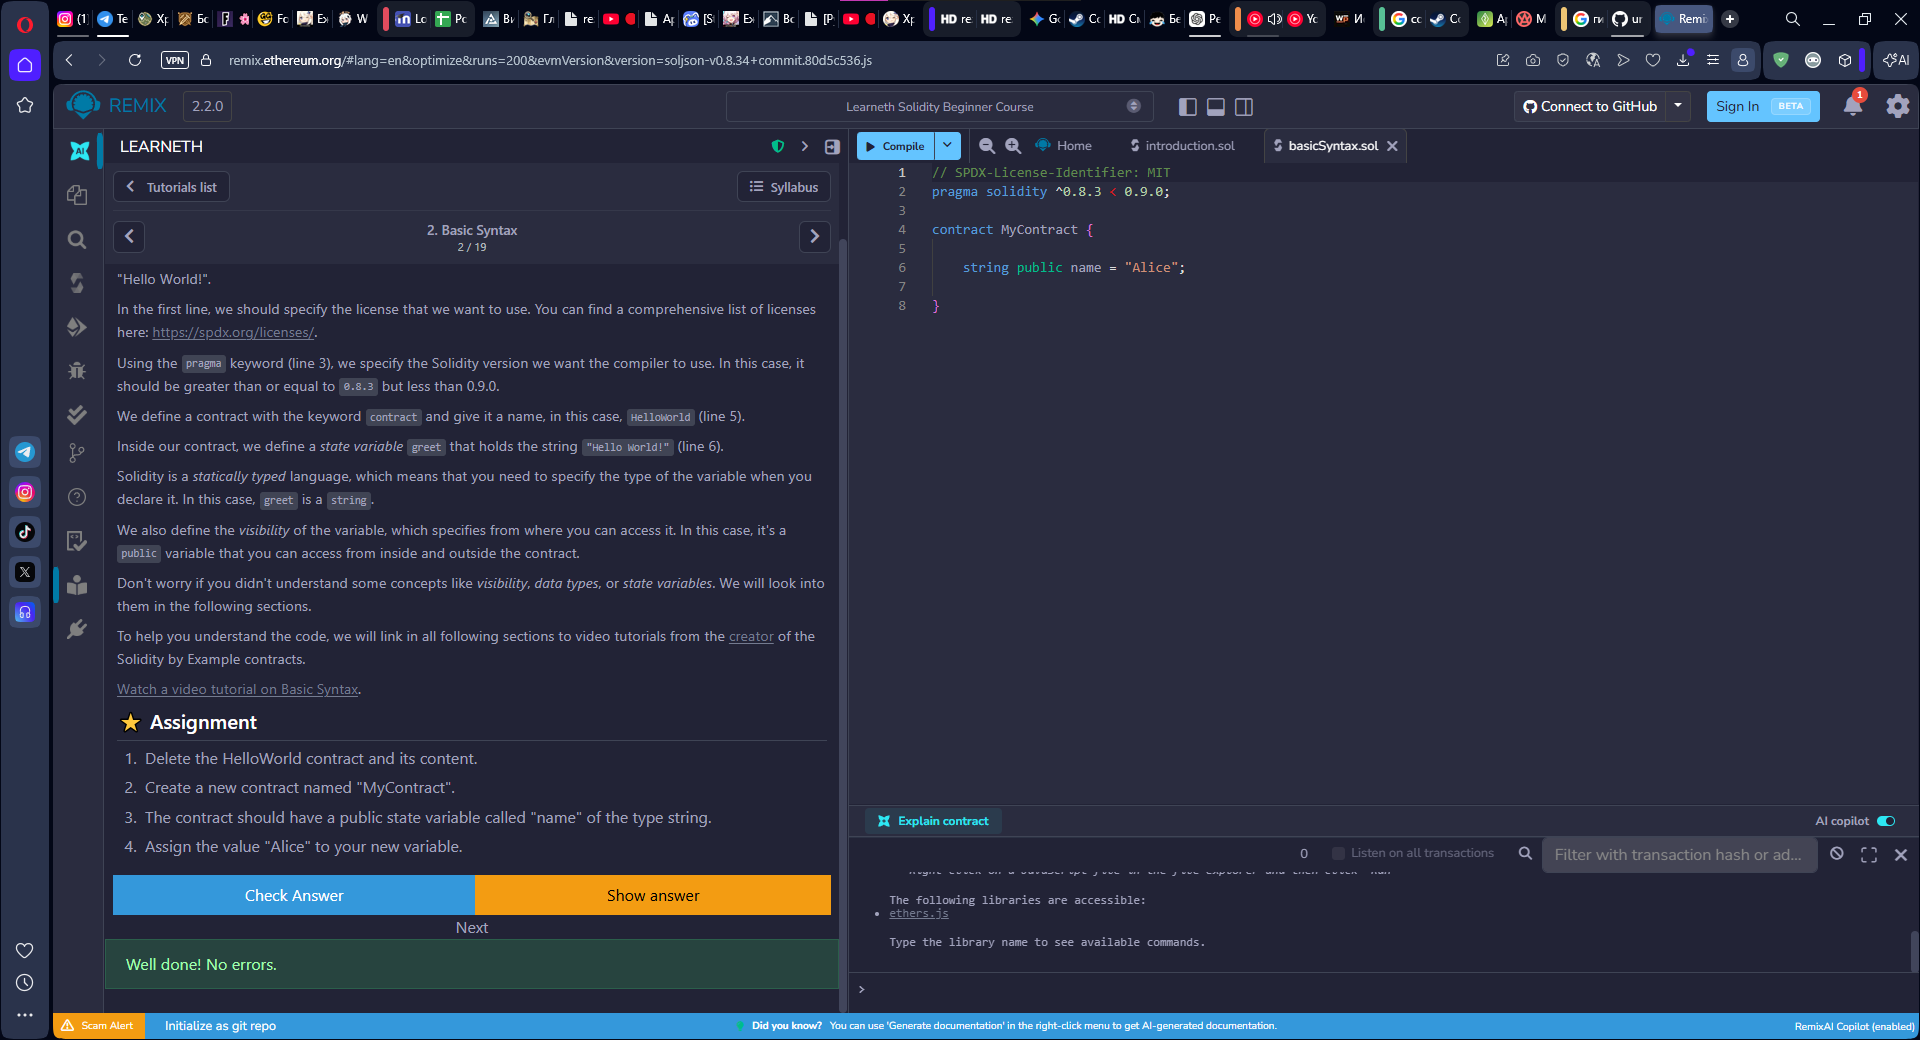 VPN
remix.ethereum.org/#lang=en&optimize&runs=200&evmVersion&version=soljson-v0.8.34+commit.80d5c536.js
AI
REMIX
2.2.0
Learneth Solidity Beginner Course
Connect to GitHub
Sign In BETA
1
AI
LEARNETH
Tutorials list
Syllabus
2. Basic Syntax
2 / 19
"Hello World!".
In the first line, we should specify the license that we want to use. You can find a comprehensive list of licenses
here: https://spdx.org/licenses/.
Using the pragma keyword (line 3), we specify the Solidity version we want the compiler to use. In this case, it
should be greater than or equal to 0.8.3 but less than 0.9.0.
We define a contract with the keyword contract and give it a name, in this case, HelloWorld (line 5).
Inside our contract, we define a state variable greet that holds the string "Hello World!" (line 6).
Solidity is a statically typed language, which means that you need to specify the type of the variable when you
declare it. In this case, greet is a string.
We also define the visibility of the variable, which specifies from where you can access it. In this case, it's a
public variable that you can access from inside and outside the contract.
Don't worry if you didn't understand some concepts like visibility, data types, or state variables. We will look into
them in the following sections.
To help you understand the code, we will link in all following sections to video tutorials from the creator of the
Solidity by Example contracts.
Watch a video tutorial on Basic Syntax.
Assignment
1. Delete the HelloWorld contract and its content.
2. Create a new contract named "MyContract".
3. The contract should have a public state variable called "name" of the type string.
4. Assign the value "Alice" to your new variable.
Check Answer
Show answer
Next
Well done! No errors.
Compile
Home
introduction.sol
basicSyntax.sol
1 // SPDX-License-Identifier: MIT
2 pragma solidity ^0.8.3 < 0.9.0;
3
4 contract MyContract {
5
6 string public name = "Alice";
7
8 }
Explain contract
AI copilot
0
Listen on all transactions
Filter with transaction hash or ad...
The following libraries are accessible:
• ethers.js
Type the library name to see available commands.
>
Scam Alert
Initialize as git repo
Did you know? You can use 'Generate documentation' in the right-click menu to get AI-generated documentation.
RemixAI Copilot (enabled)